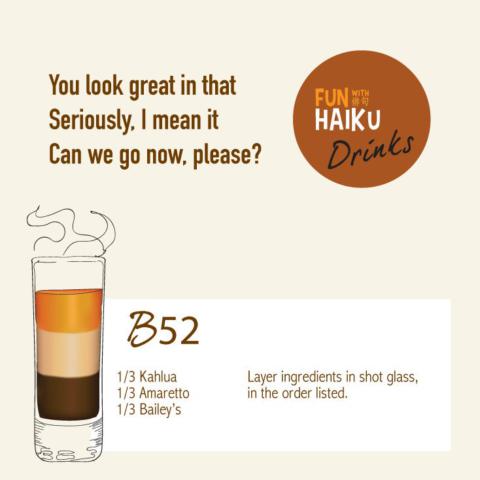 You look great in that
Seriously, I mean it
Can we go now, please?
FUN WITH 俳句
HAIKU
Drinks
B52
1/3 Kahlua
1/3 Amaretto
1/3 Bailey's
Layer ingredients in shot glass,
in the order listed.